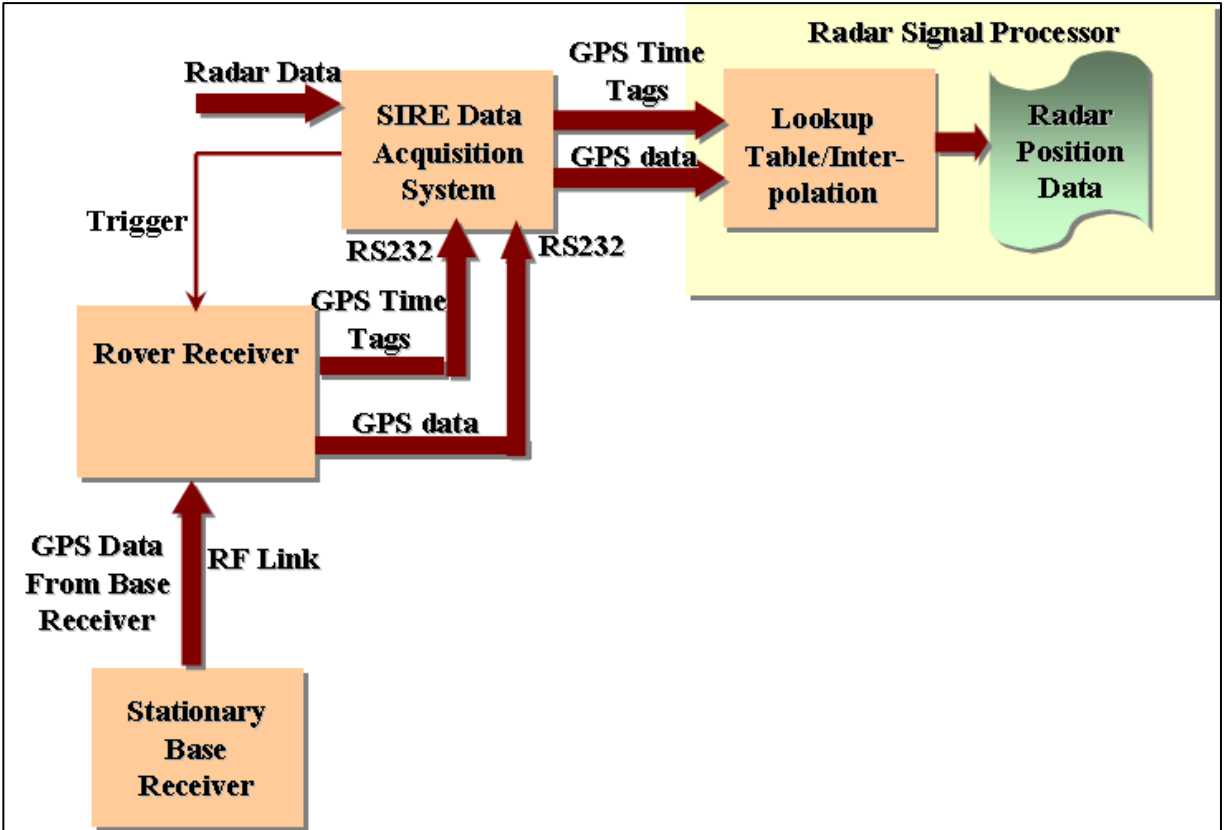 Radar Signal Processor
Radar Data
GPS Time
Tags
GPS data
SIRE Data
Acquisition
System
Lookup
Table/Inter-
polation
Radar
Position
Data
Trigger
RS232
RS232
GPS Time
Tags
Rover Receiver
GPS data
GPS Data
From Base
Receiver
RF Link
Stationary
Base
Receiver